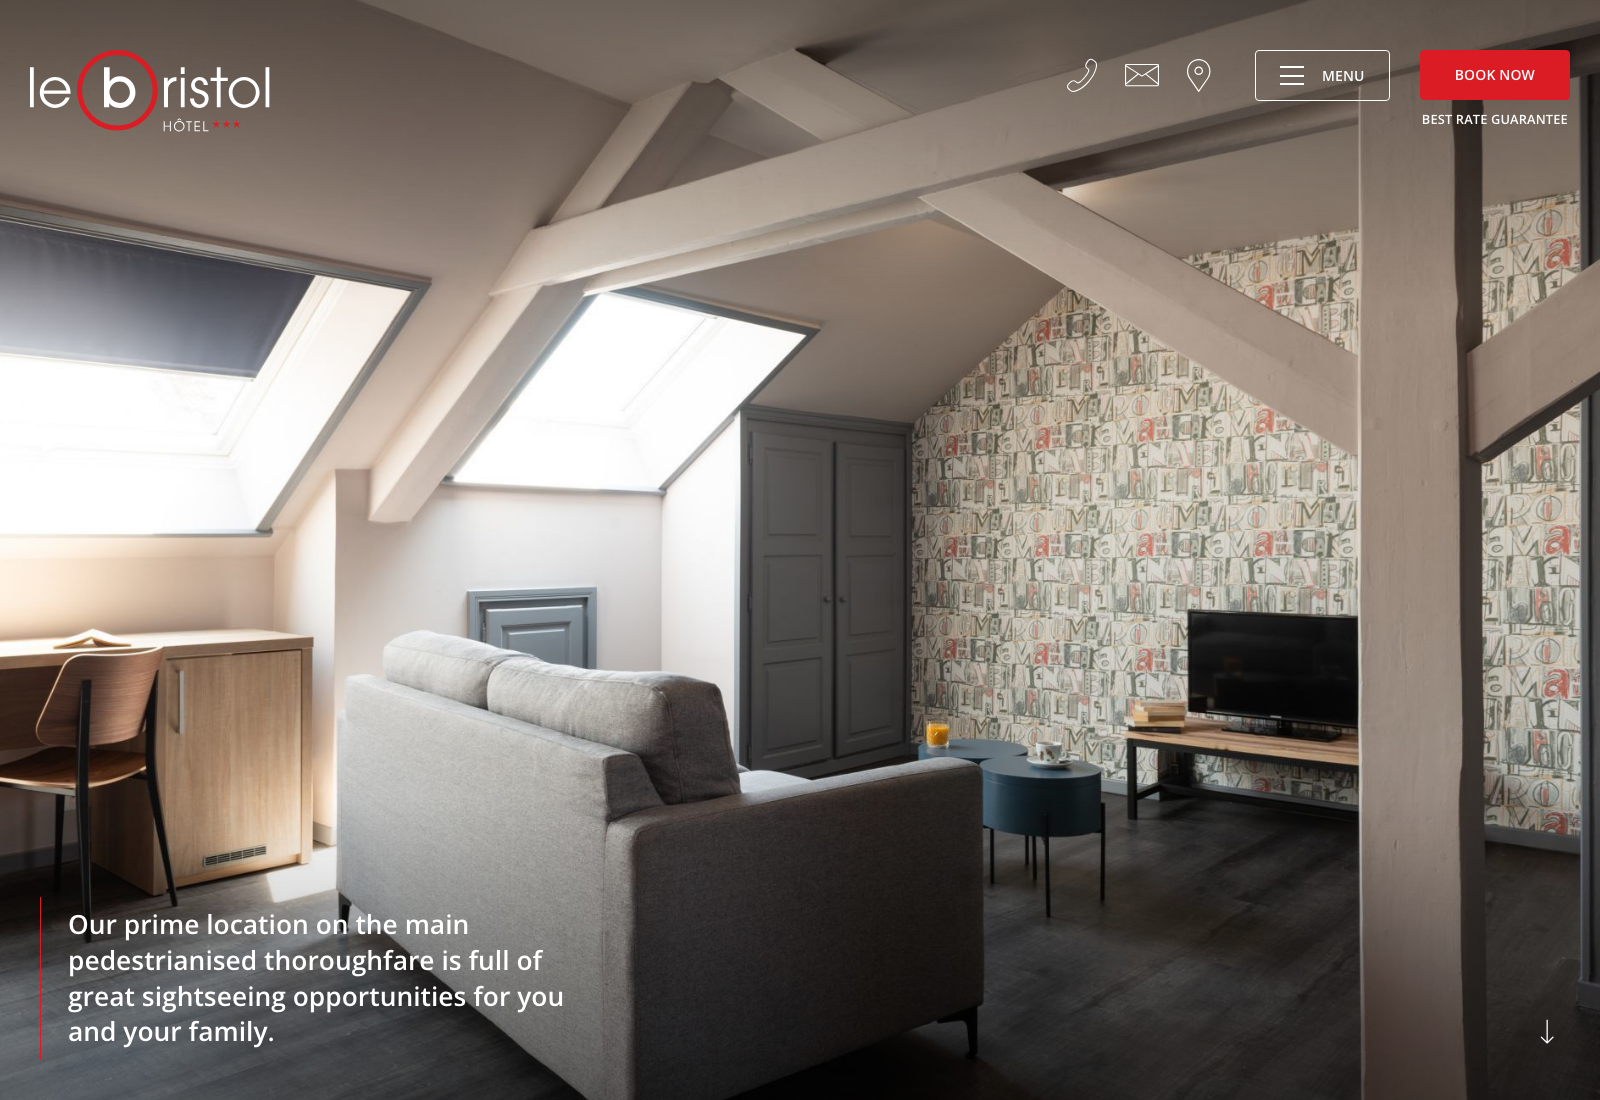 le bristol
HÔTEL ***
MENU
BOOK NOW
BEST RATE GUARANTEE
Our prime location on the main
pedestrianised thoroughfare is full of
great sightseeing opportunities for you
and your family.